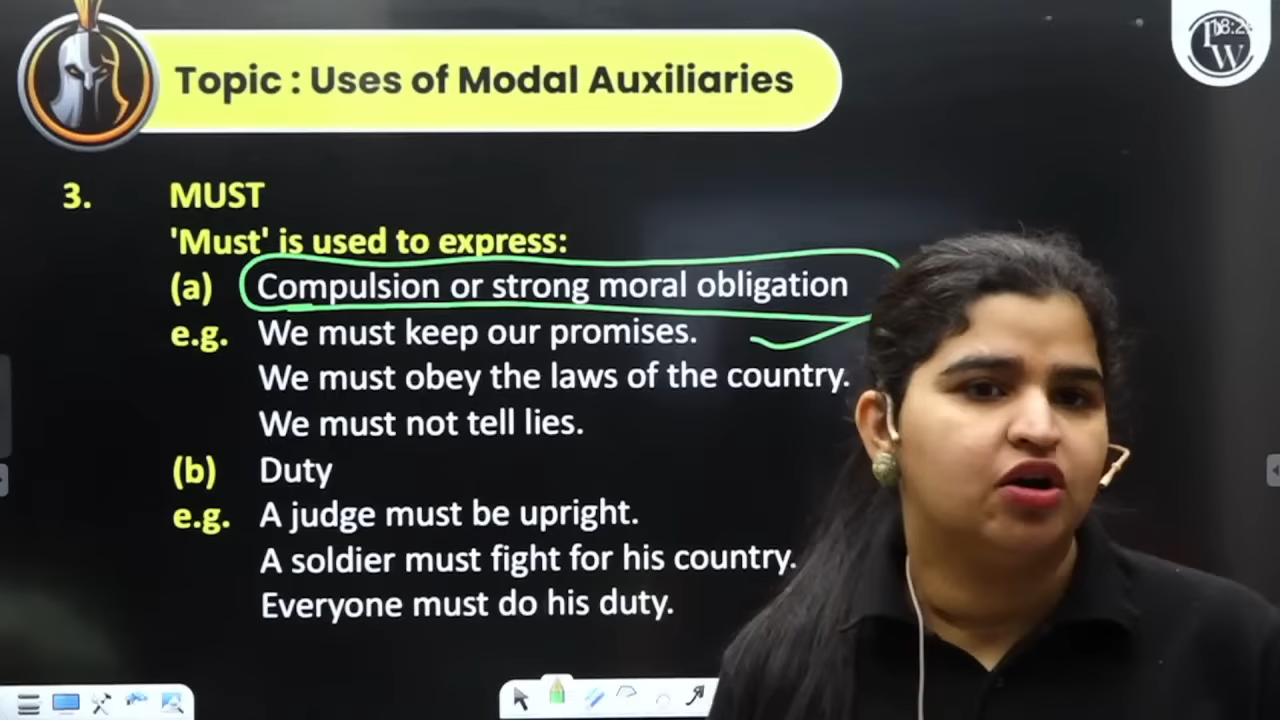 Topic : Uses of Modal Auxiliaries
3. MUST
'Must' is used to express:
(a) Compulsion or strong moral obligation
e.g. We must keep our promises.
We must obey the laws of the country.
We must not tell lies.
(b) Duty
e.g. A judge must be upright.
A soldier must fight for his country.
Everyone must do his duty.